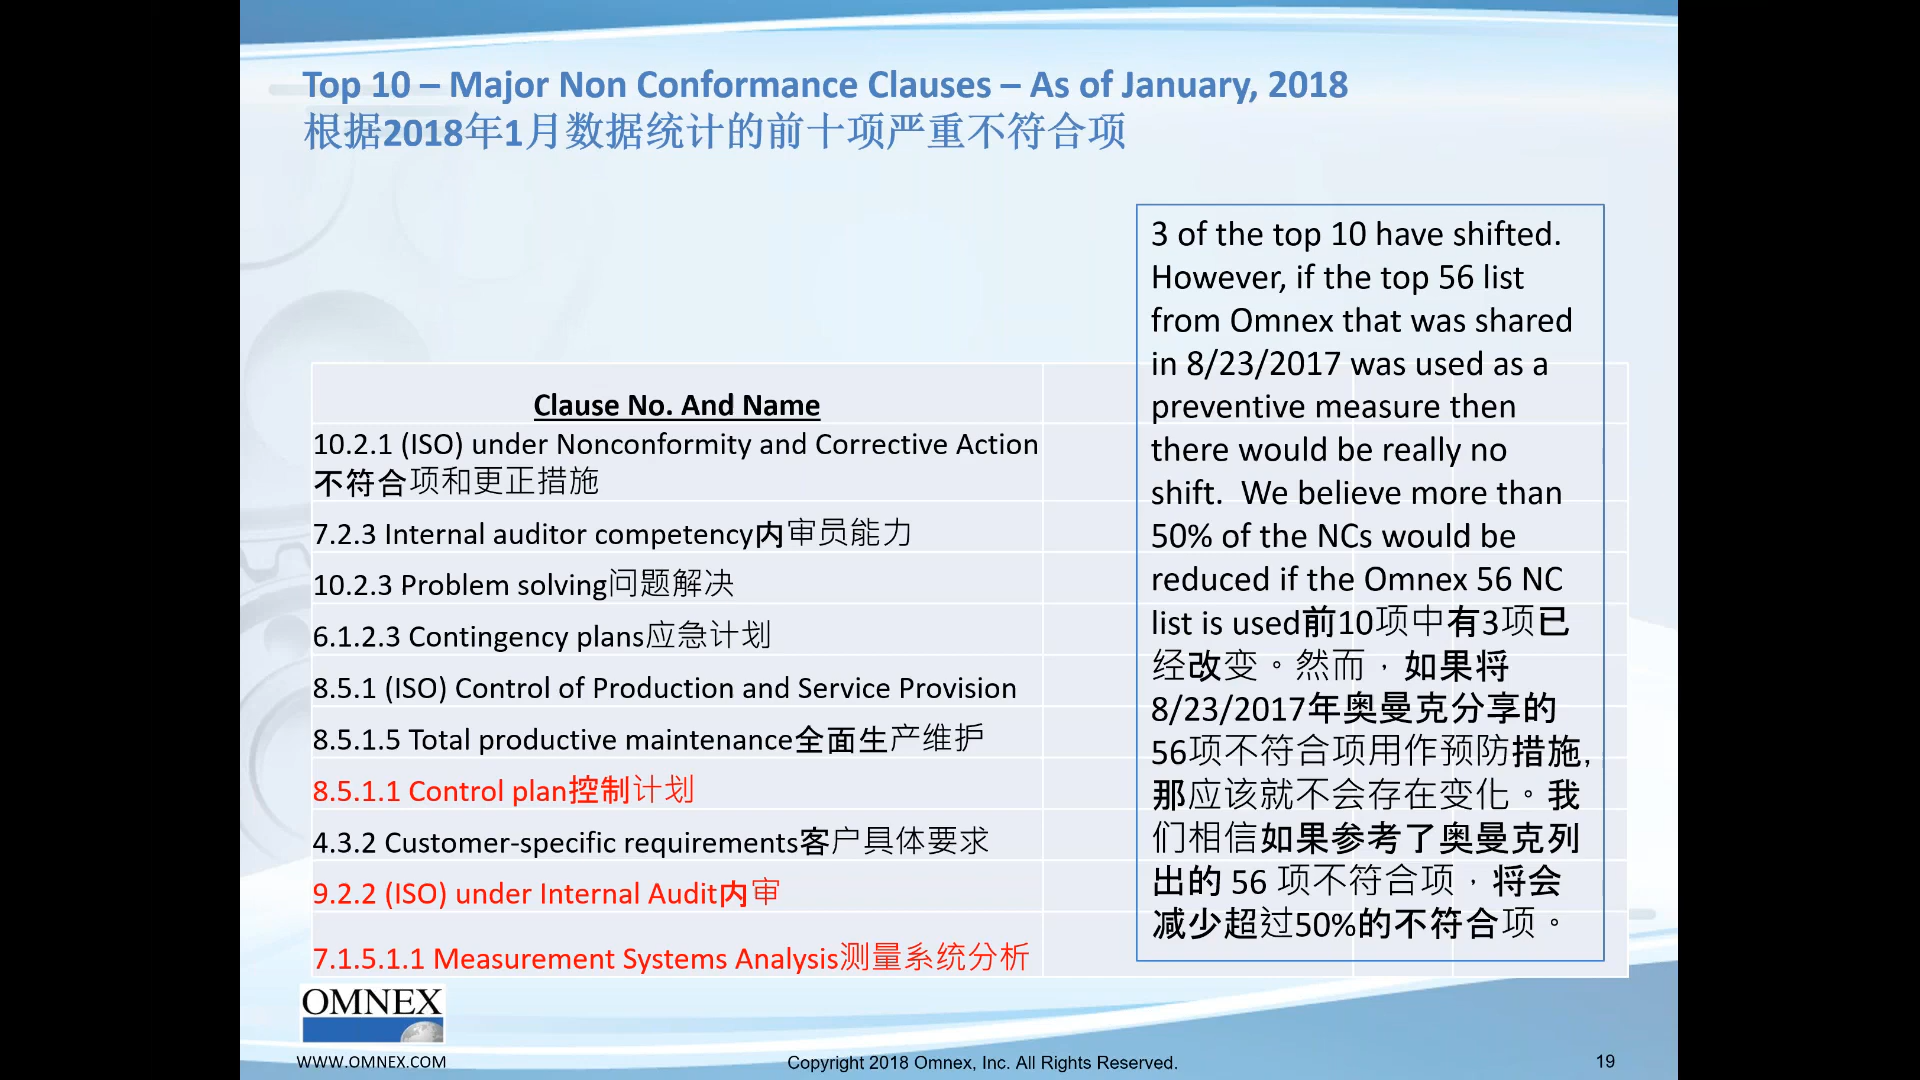 Top 10 – Major Non Conformance Clauses – As of January, 2018
根据2018年1月数据统计的前十项严重不符合项
Clause No. And Name
10.2.1 (ISO) under Nonconformity and Corrective Action
不符合项和更正措施
7.2.3 Internal auditor competency内审员能力
10.2.3 Problem solving问题解决
6.1.2.3 Contingency plans应急计划
8.5.1 (ISO) Control of Production and Service Provision
8.5.1.5 Total productive maintenance全面生产维护
8.5.1.1 Control plan控制计划
4.3.2 Customer-specific requirements客户具体要求
9.2.2 (ISO) under Internal Audit内审
7.1.5.1.1 Measurement Systems Analysis测量系统分析
3 of the top 10 have shifted.
However, if the top 56 list
from Omnex that was shared
in 8/23/2017 was used as a
preventive measure then
there would be really no
shift.  We believe more than
50% of the NCs would be
reduced if the Omnex 56 NC
list is used前10项中有3项已
经改变。然而，如果将
8/23/2017年奥曼克分享的
56项不符合项用作预防措施,
那应该就不会存在变化。我
们相信如果参考了奥曼克列
出的 56 项不符合项，将会
减少超过50%的不符合项。
OMNEX
WWW.OMNEX.COM
Copyright 2018 Omnex, Inc. All Rights Reserved.
19